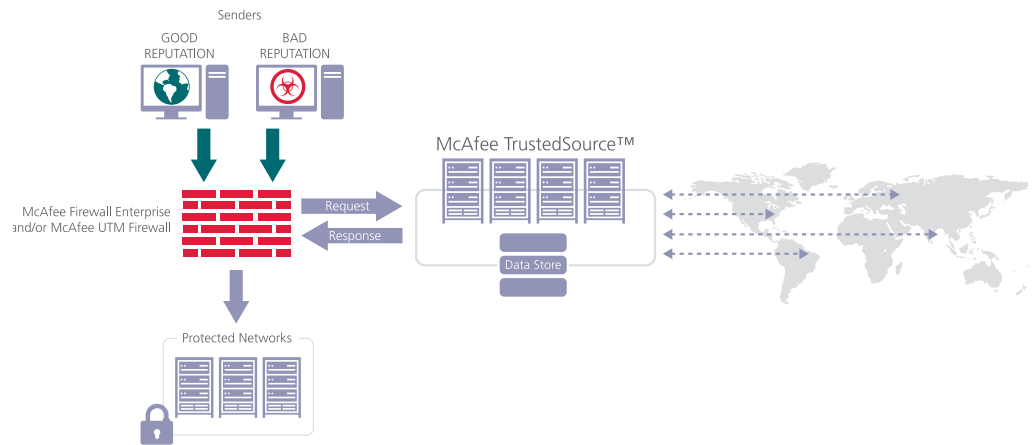 Senders
GOOD
REPUTATION
BAD
REPUTATION
McAfee TrustedSource™
McAfee Firewall Enterprise
and/or McAfee UTM Firewall
Request
Response
Data Store
Protected Networks